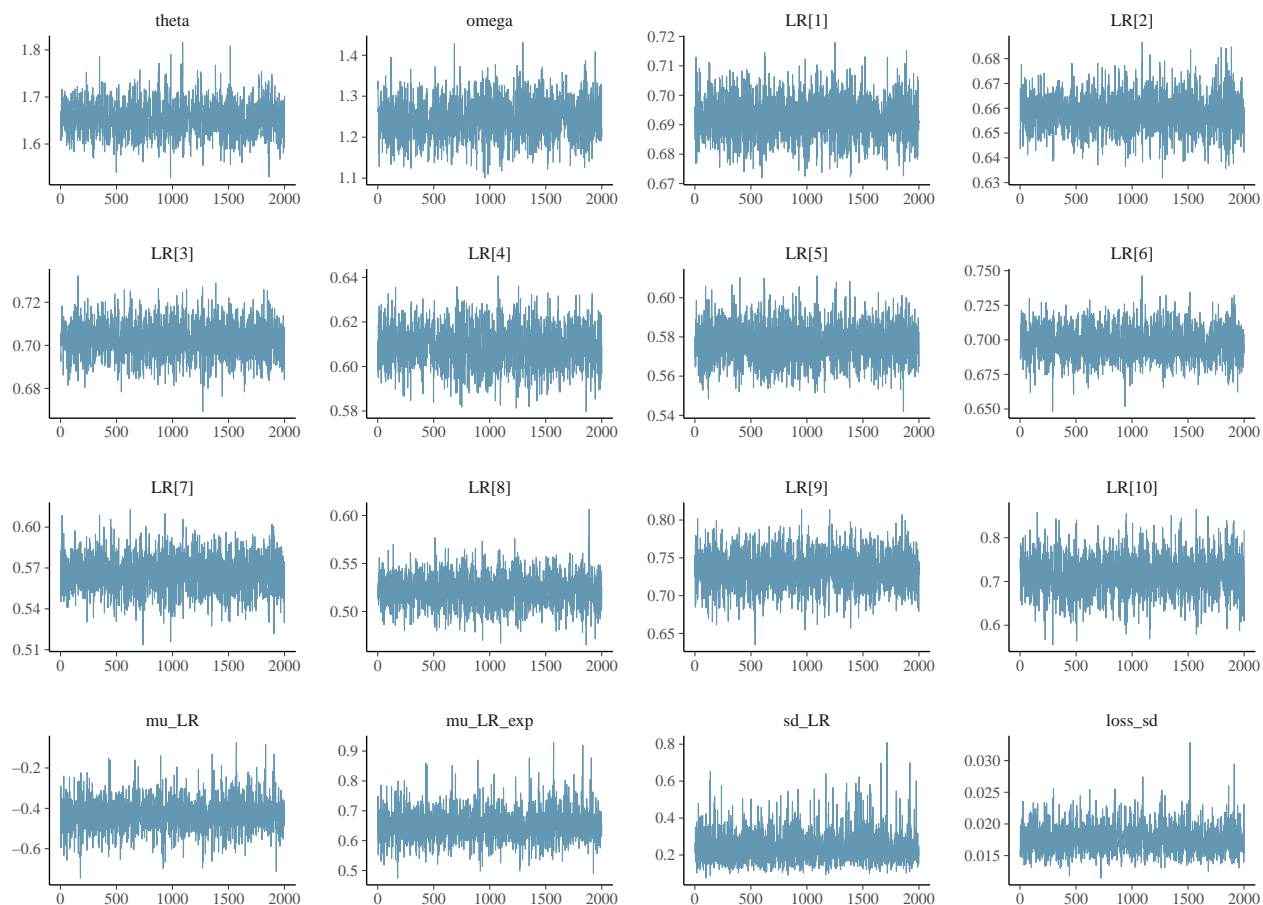 theta
1.8
1.7
1.6
0 500 1000 1500 2000
omega
1.4
1.3
1.2
1.1
0 500 1000 1500 2000
LR[1]
0.72
0.71
0.70
0.69
0.68
0.67
0 500 1000 1500 2000
LR[2]
0.68
0.67
0.66
0.65
0.64
0.63
0 500 1000 1500 2000
LR[3]
0.72
0.70
0.68
0 500 1000 1500 2000
LR[4]
0.64
0.62
0.60
0.58
0 500 1000 1500 2000
LR[5]
0.60
0.58
0.56
0.54
0 500 1000 1500 2000
LR[6]
0.750
0.725
0.700
0.675
0.650
0 500 1000 1500 2000
LR[7]
0.60
0.57
0.54
0.51
0 500 1000 1500 2000
LR[8]
0.60
0.55
0.50
0 500 1000 1500 2000
LR[9]
0.80
0.75
0.70
0.65
0 500 1000 1500 2000
LR[10]
0.8
0.7
0.6
0 500 1000 1500 2000
mu_LR
−0.2
−0.4
−0.6
0 500 1000 1500 2000
mu_LR_exp
0.9
0.8
0.7
0.6
0.5
0 500 1000 1500 2000
sd_LR
0.8
0.6
0.4
0.2
0 500 1000 1500 2000
loss_sd
0.030
0.025
0.020
0.015
0 500 1000 1500 2000